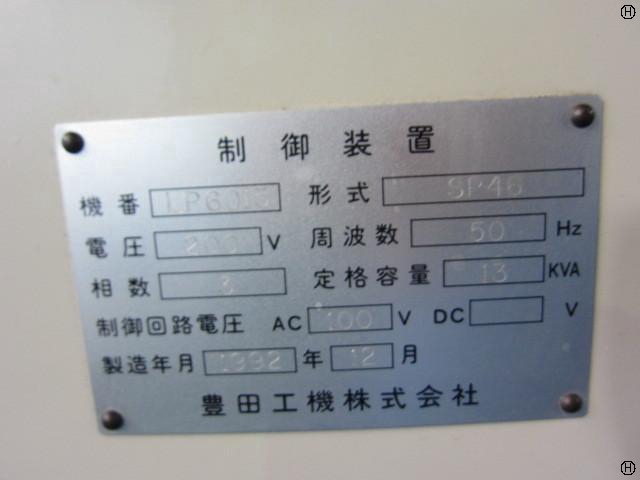 制御装置
機番 形式 SP46
電圧 200 V 周波数 50 Hz
相数 3 定格容量 13 KVA
制御回路電圧 AC 100 V DC V
製造年月 1992 年 12 月
豊田工機株式会社
H
H